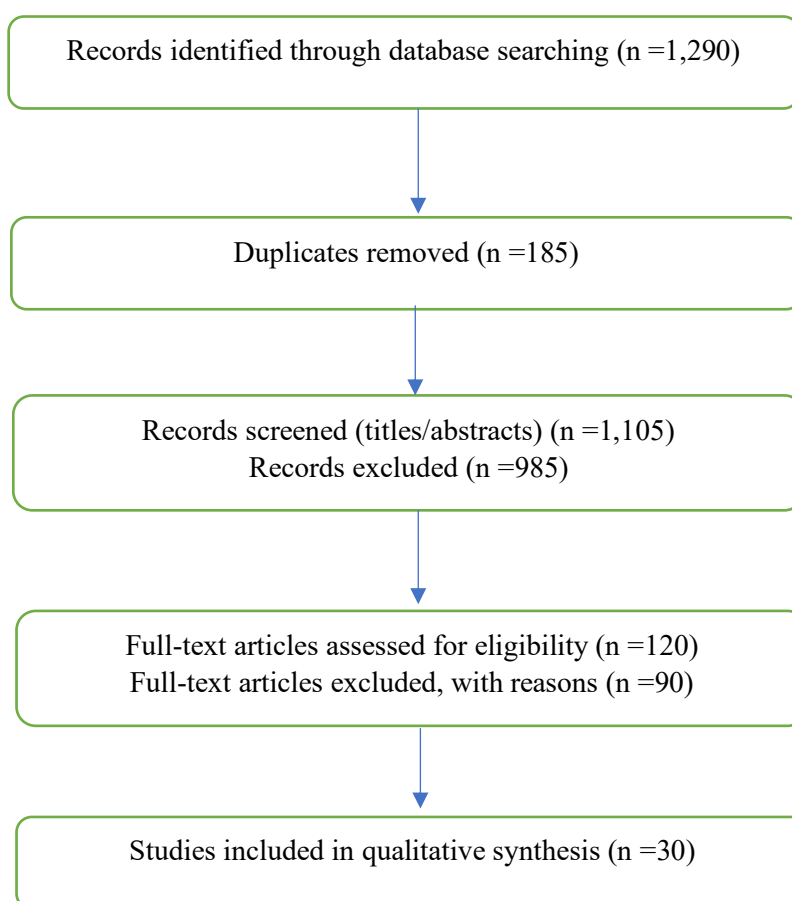 Records identified through database searching (n =1,290)
Duplicates removed (n =185)
Records screened (titles/abstracts) (n =1,105)
Records excluded (n =985)
Full-text articles assessed for eligibility (n =120)
Full-text articles excluded, with reasons (n =90)
Studies included in qualitative synthesis (n =30)